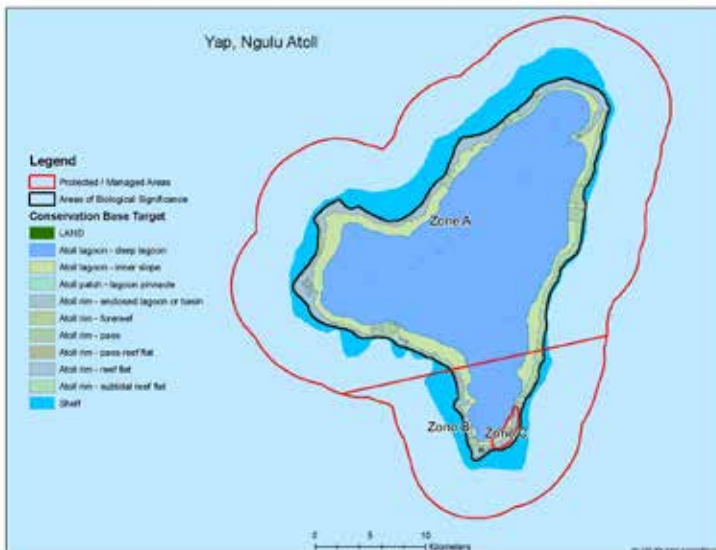 Yap, Ngulu Atoll
Legend
Protected / Managed Areas
Areas of Biological Significance
Conservation Base Target
LAND
Atoll lagoon - deep lagoon
Atoll lagoon - inner slope
Atoll patch - lagoon pinnacle
Atoll rim - enclosed lagoon or basin
Atoll rim - forereef
Atoll rim - pass
Atoll rim - pass reef flat
Atoll rim - reef flat
Atoll rim - subtidal reef flat
Shelf
Zone A
Zone B
Zone C
0 5 10
Kilometers